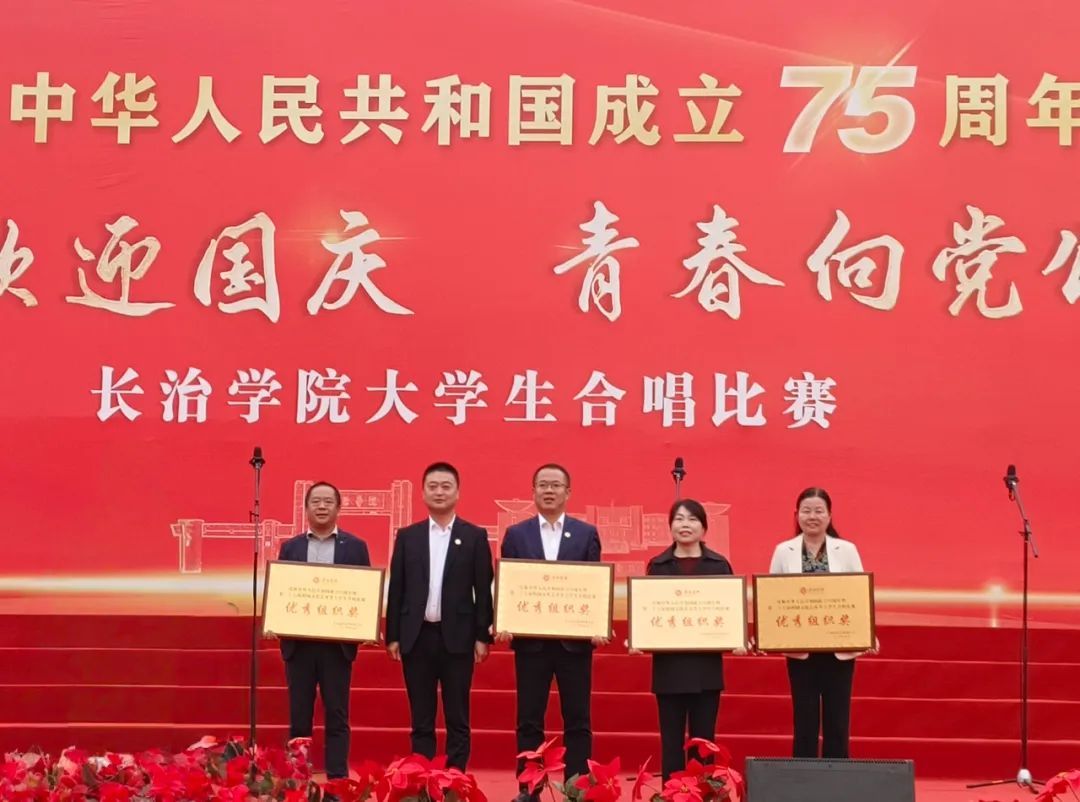 中华人民共和国成立75周年
欢迎国庆 青春向党
长治学院大学生合唱比赛
优秀组织奖
优秀组织奖
优秀组织奖
优秀组织奖